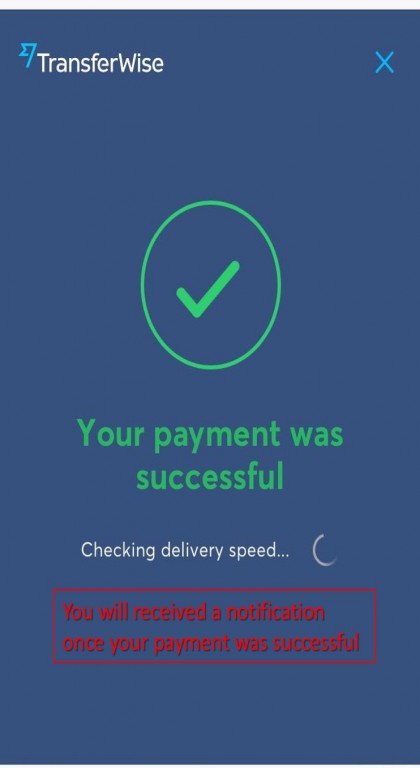 TransferWise
Your payment was
successful
Checking delivery speed...
You will received a notification
once your payment was successful